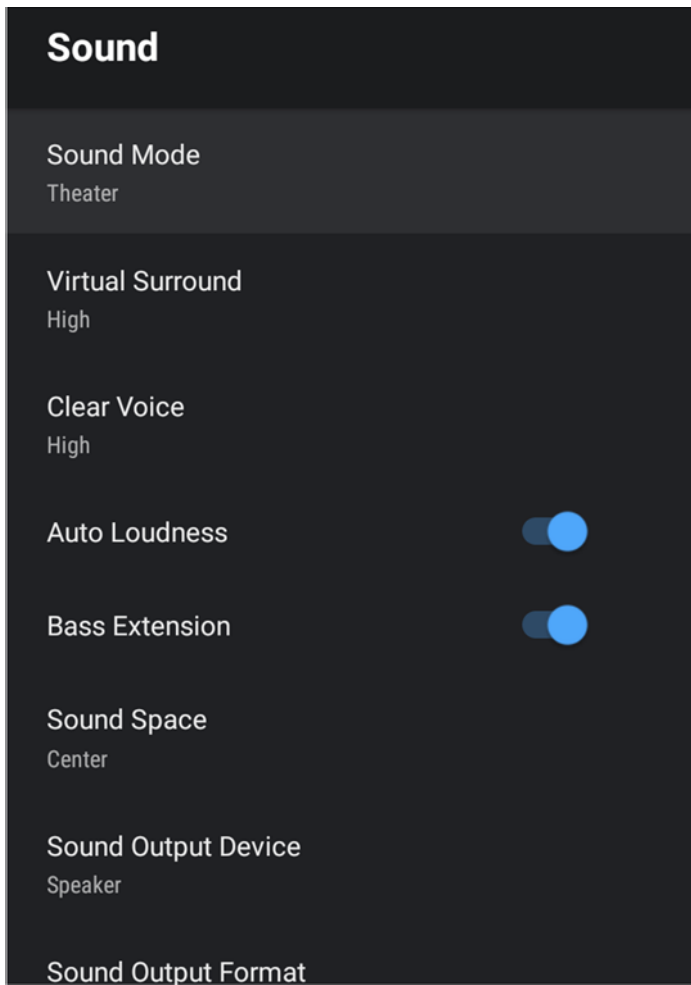 Sound
Sound Mode
Theater
Virtual Surround
High
Clear Voice
High
Auto Loudness
Bass Extension
Sound Space
Center
Sound Output Device
Speaker
Sound Output Format